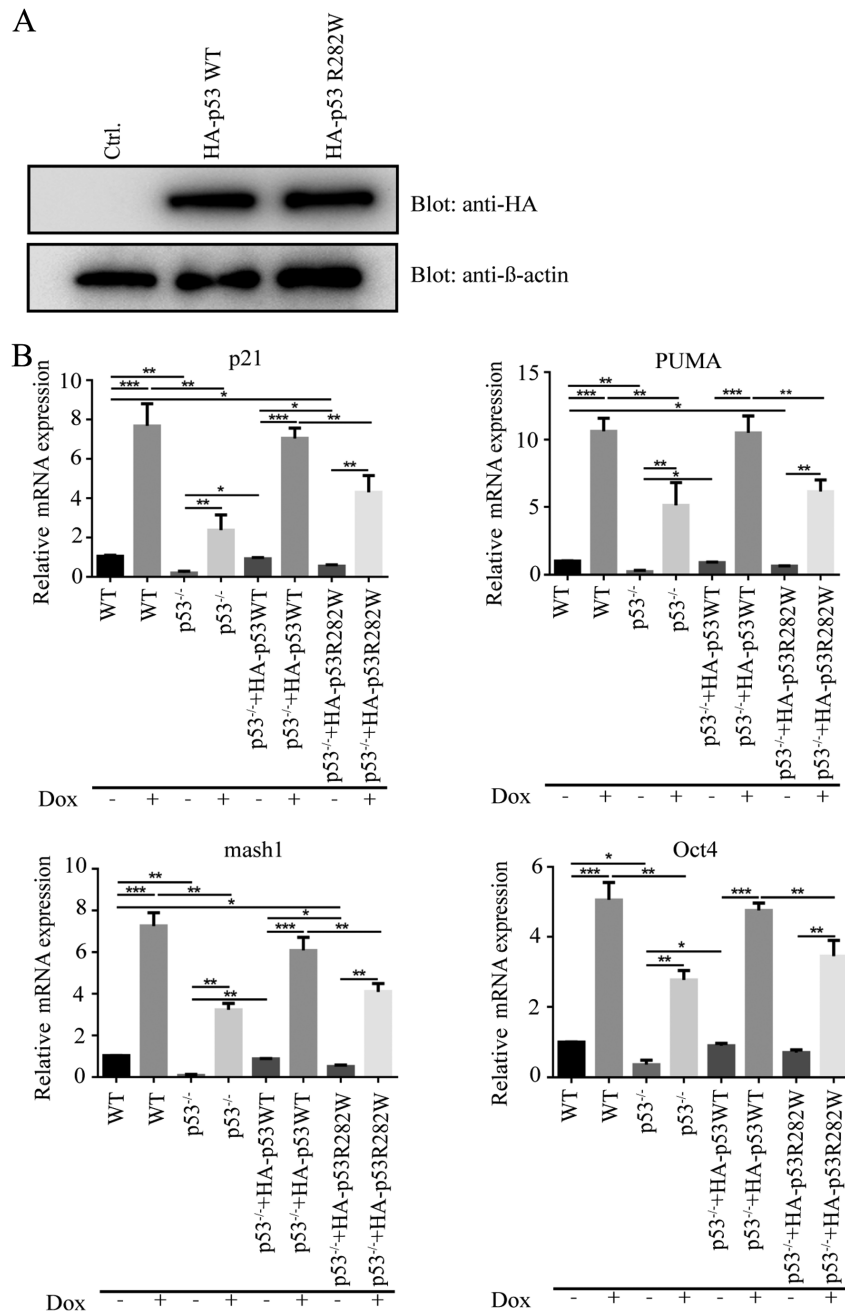 A
Ctrl.
HA-p53 WT
HA-p53 R282W
Blot: anti-HA
Blot: anti-ß-actin
B
p21
Relative mRNA expression
10
8
6
4
2
0
**
***
**
*
*
***
**
*
**
**
WT
WT
p53-/-
p53-/-
p53-/-+HA-p53WT
p53-/-+HA-p53WT
p53-/-+HA-p53R282W
p53-/-+HA-p53R282W
Dox
- + - + - + - +
PUMA
Relative mRNA expression
15
10
5
0
**
***
**
***
**
*
**
*
**
WT
WT
p53-/-
p53-/-
p53-/-+HA-p53WT
p53-/-+HA-p53WT
p53-/-+HA-p53R282W
p53-/-+HA-p53R282W
Dox
- + - + - + - +
mash1
Relative mRNA expression
10
8
6
4
2
0
**
***
**
*
*
***
**
**
**
**
WT
WT
p53-/-
p53-/-
p53-/-+HA-p53WT
p53-/-+HA-p53WT
p53-/-+HA-p53R282W
p53-/-+HA-p53R282W
Dox
- + - + - + - +
Oct4
Relative mRNA expression
6
4
2
0
*
***
**
***
**
*
**
**
WT
WT
p53-/-
p53-/-
p53-/-+HA-p53WT
p53-/-+HA-p53WT
p53-/-+HA-p53R282W
p53-/-+HA-p53R282W
Dox
- + - + - + - +